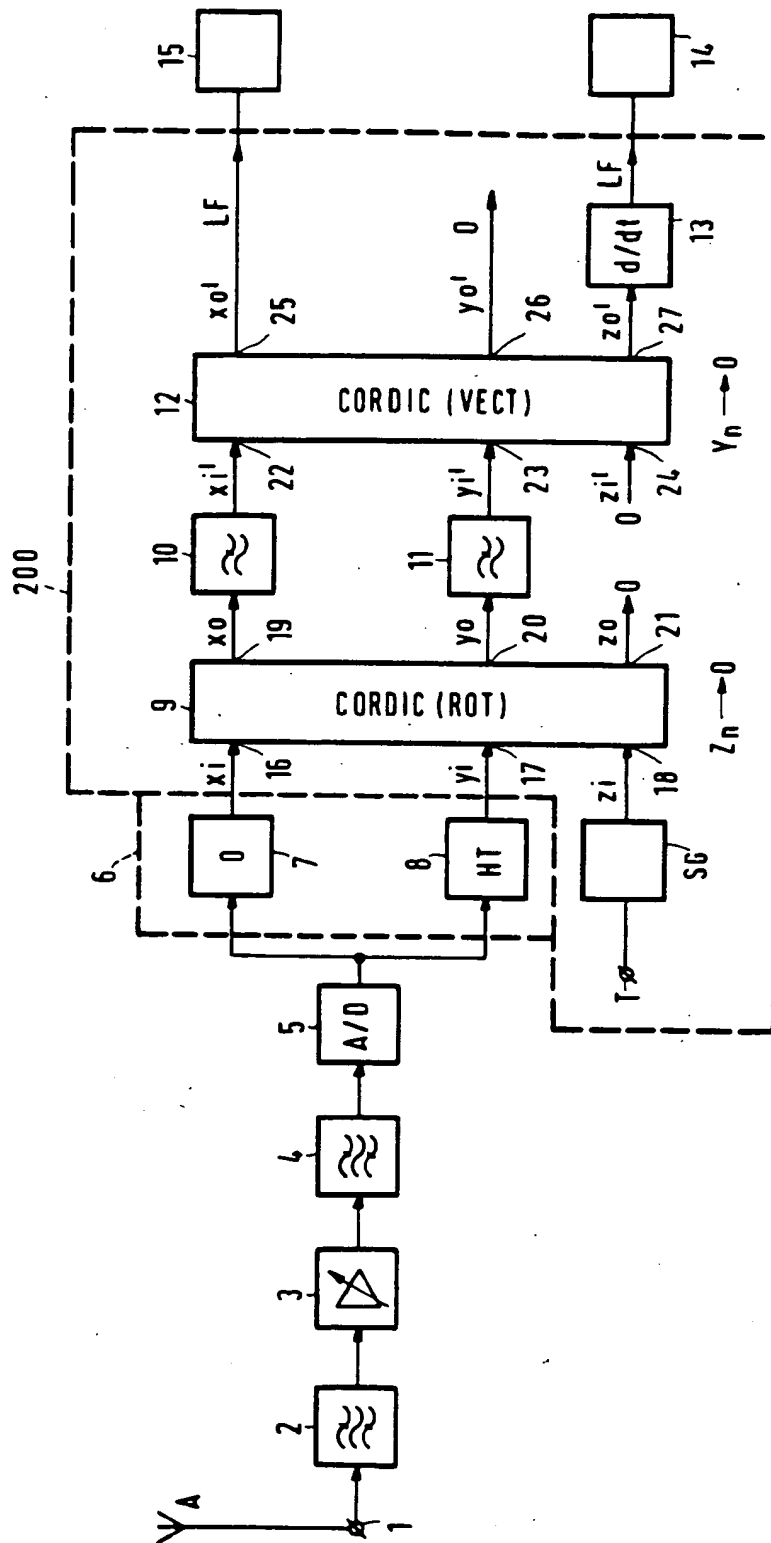 A
1
2
3
4
5
A/D
6
7
0
8
HT
T
SG
200
xi
16
yi
17
zi
18
9
CORDIC (ROT)
Zn → 0
xo
19
yo
20
zo
21
0
10
11
xi'
22
yi'
23
zi'
24
0
12
CORDIC (VECT)
Yn → 0
xo'
25
LF
yo'
26
0
zo'
27
d/dt
13
LF
15
14